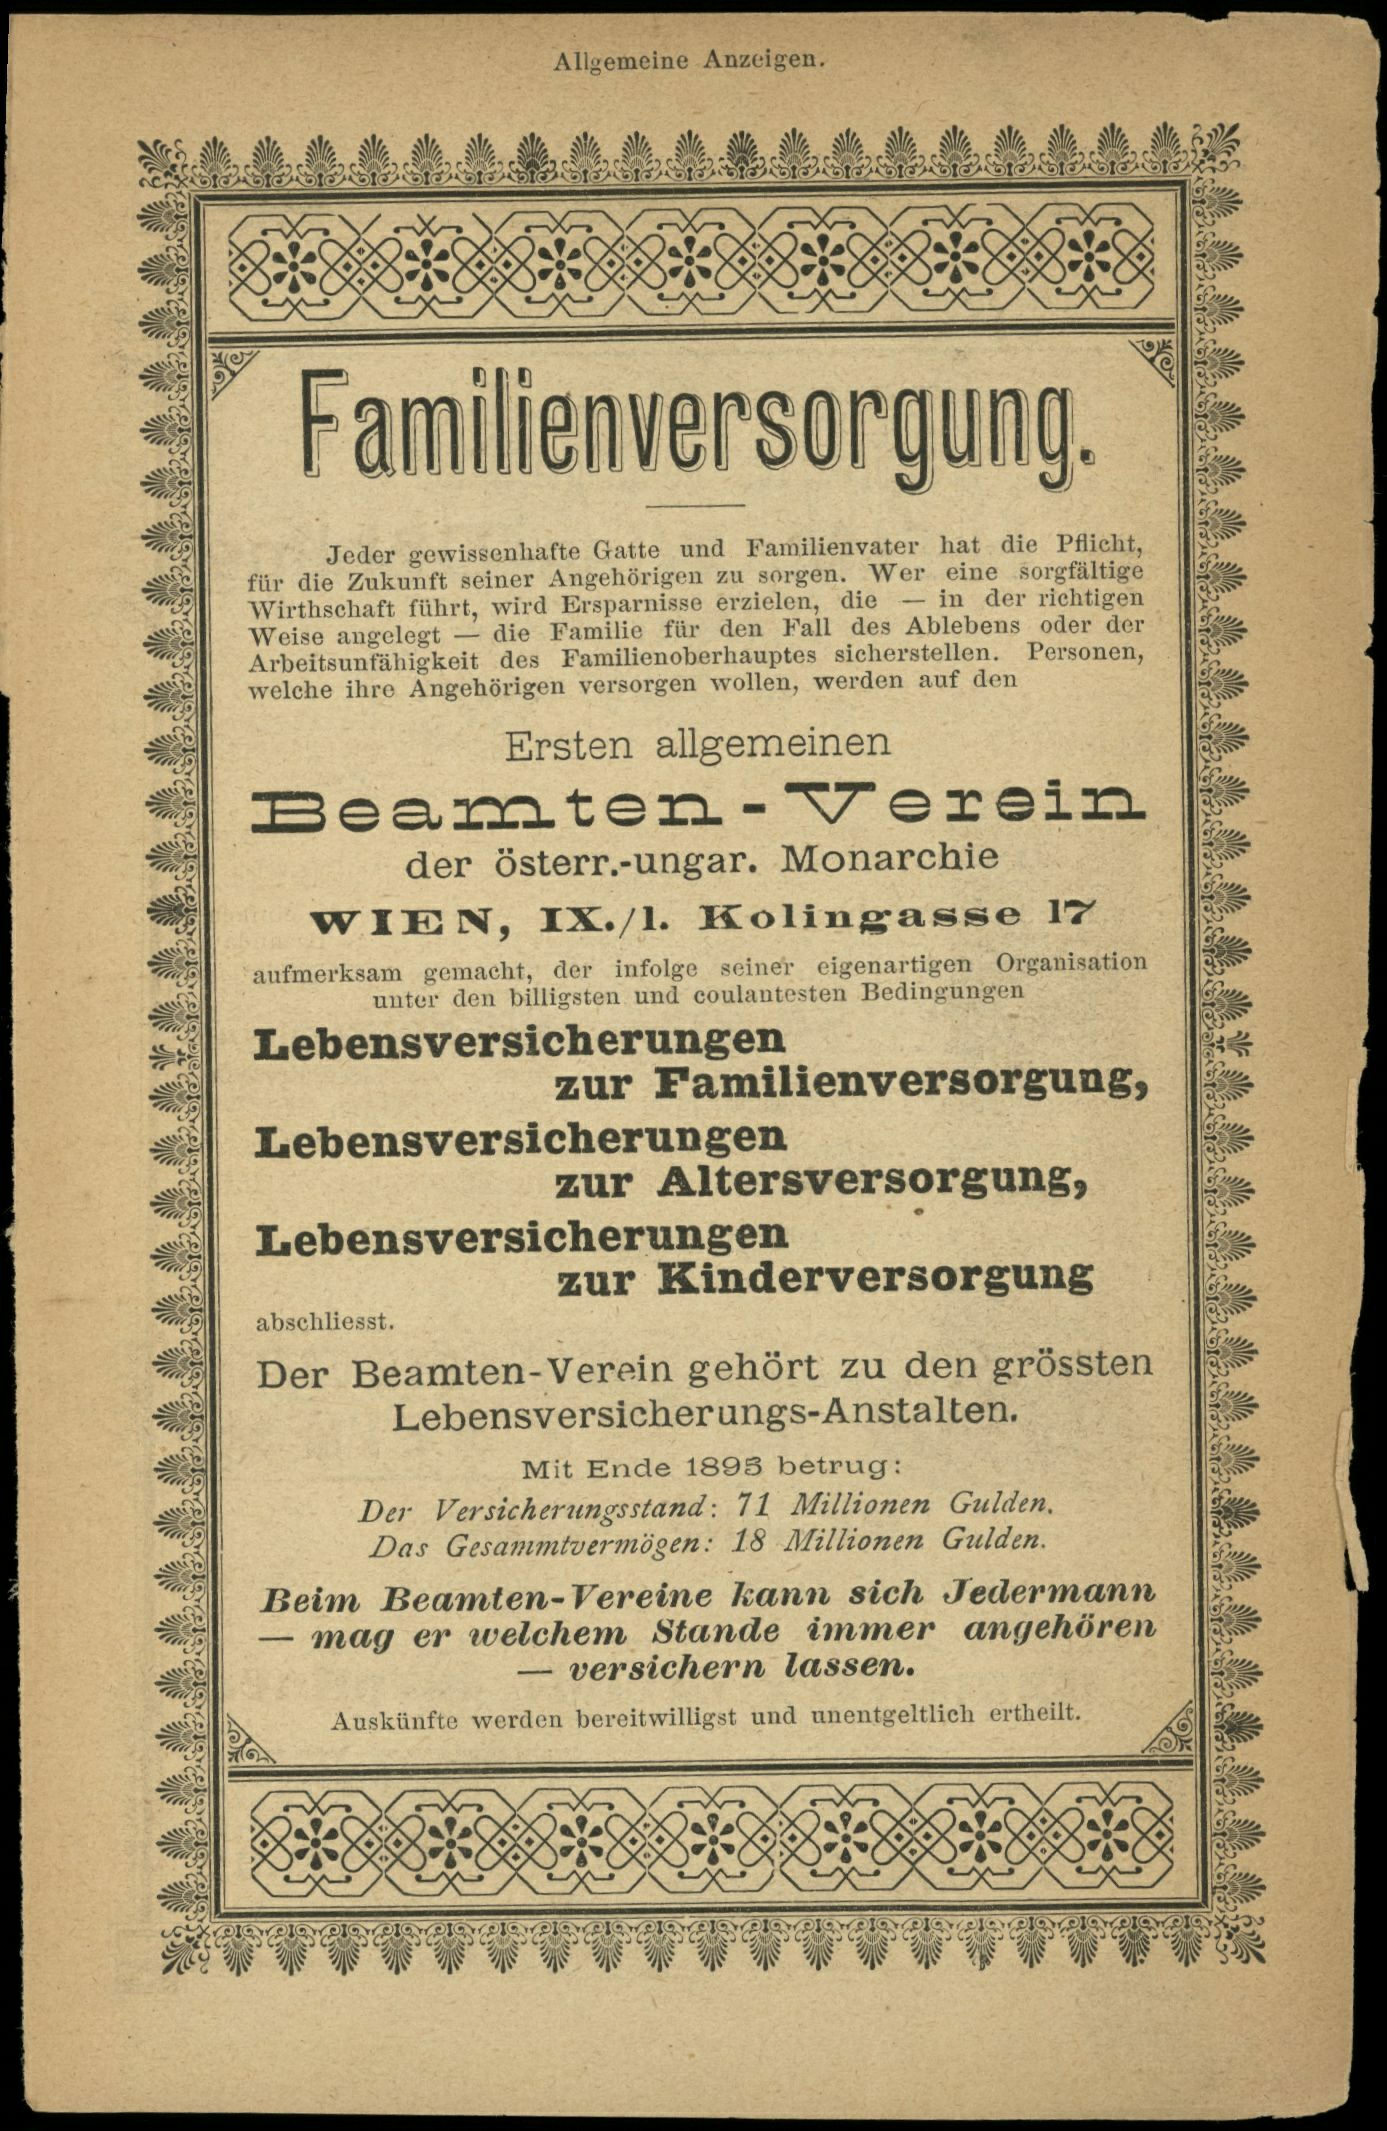 Allgemeine Anzeigen.
Familienversorgung.
Jeder gewissenhafte Gatte und Familienvater hat die Pflicht,
für die Zukunft seiner Angehörigen zu sorgen. Wer eine sorgfältige
Wirthschaft führt, wird Ersparnisse erzielen, die — in der richtigen
Weise angelegt — die Familie für den Fall des Ablebens oder der
Arbeitsunfähigkeit des Familienoberhauptes sicherstellen. Personen,
welche ihre Angehörigen versorgen wollen, werden auf den
Ersten allgemeinen
Beamten-Verein
der österr.-ungar. Monarchie
WIEN, IX./1. Kolingasse 17
aufmerksam gemacht, der infolge seiner eigenartigen Organisation
unter den billigsten und coulantesten Bedingungen
Lebensversicherungen
zur Familienversorgung,
Lebensversicherungen
zur Altersversorgung,
Lebensversicherungen
zur Kinderversorgung
abschliesst.
Der Beamten-Verein gehört zu den grössten
Lebensversicherungs-Anstalten.
Mit Ende 1893 betrug:
Der Versicherungsstand: 71 Millionen Gulden.
Das Gesammtvermögen: 18 Millionen Gulden.
Beim Beamten-Vereine kann sich Jedermann
— mag er welchem Stande immer angehören
— versichern lassen.
Auskünfte werden bereitwilligst und unentgeltlich ertheilt.